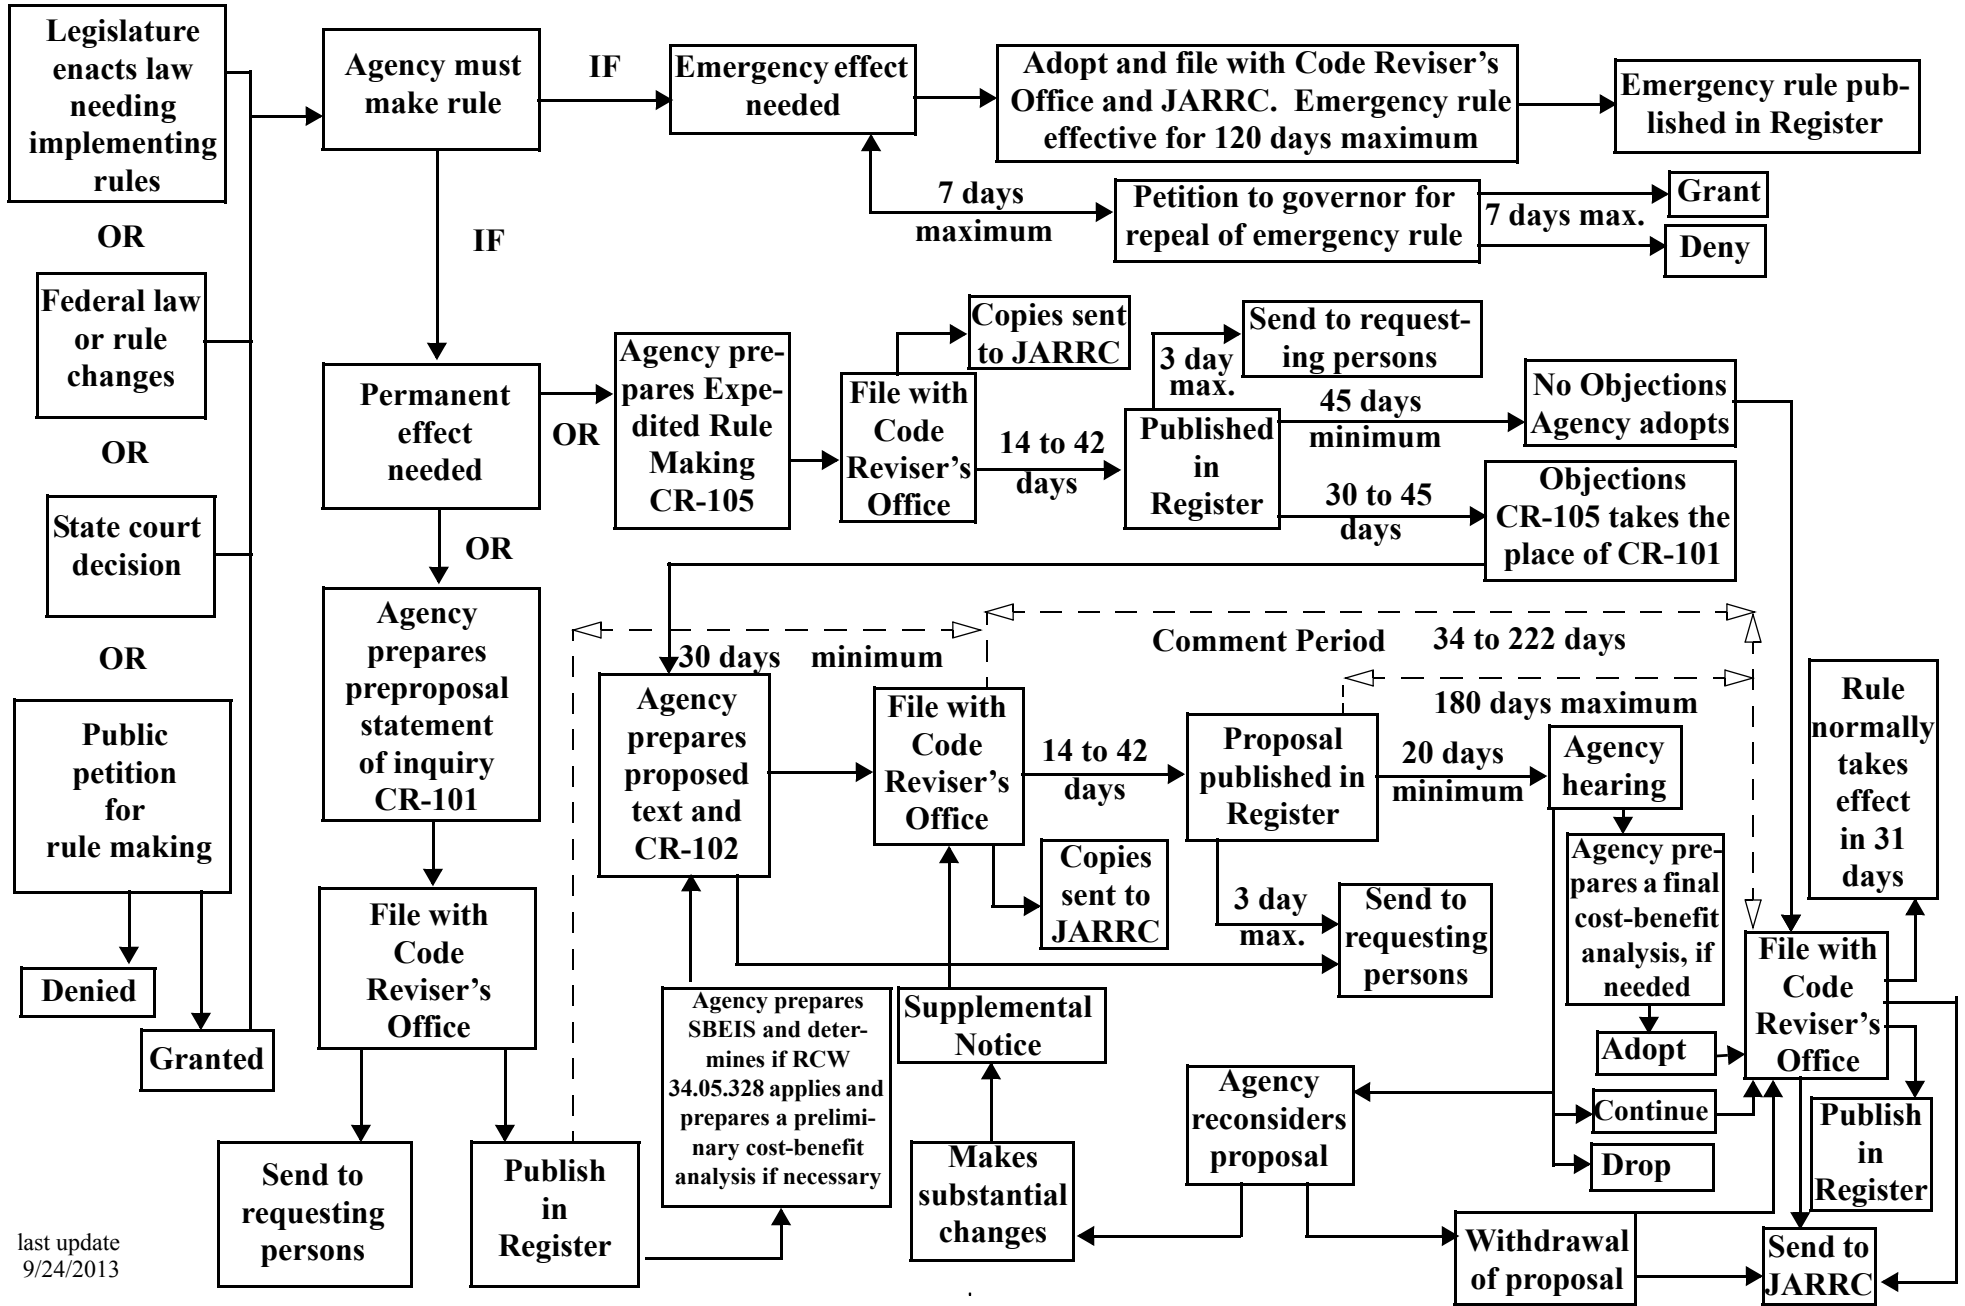 Legislature
enacts law
needing
implementing
rules
OR
Federal law
or rule
changes
OR
State court
decision
OR
Public
petition
for
rule making
Denied
Granted
Agency must
make rule
IF
Emergency effect
needed
Adopt and file with Code Reviser's
Office and JARRC.  Emergency rule
effective for 120 days maximum
Emergency rule pub-
lished in Register
7 days
maximum
Petition to governor for
repeal of emergency rule
7 days max.
Grant
Deny
IF
Permanent
effect
needed
OR
Agency pre-
pares Expe-
dited Rule
Making
CR-105
File with
Code
Reviser's
Office
Copies sent
to JARRC
14 to 42
days
Published
in
Register
3 day
max.
Send to request-
ing persons
45 days
minimum
No Objections
Agency adopts
30 to 45
days
Objections
CR-105 takes the
place of CR-101
OR
Agency
prepares
preproposal
statement
of inquiry
CR-101
File with
Code
Reviser's
Office
Send to
requesting
persons
Publish
in
Register
30 days minimum
Agency
prepares
proposed
text and
CR-102
Agency prepares
SBEIS and deter-
mines if RCW
34.05.328 applies and
prepares a prelimi-
nary cost-benefit
analysis if necessary
File with
Code
Reviser's
Office
Copies
sent to
JARRC
Supplemental
Notice
Makes
substantial
changes
Comment Period 34 to 222 days
14 to 42
days
Proposal
published in
Register
3 day
max.
Send to
requesting
persons
180 days maximum
20 days
minimum
Agency
hearing
Agency pre-
pares a final
cost-benefit
analysis, if
needed
Adopt
Continue
Drop
Agency
reconsiders
proposal
Withdrawal
of proposal
File with
Code
Reviser's
Office
Rule
normally
takes
effect
in 31
days
Publish
in
Register
Send to
JARRC
last update
9/24/2013